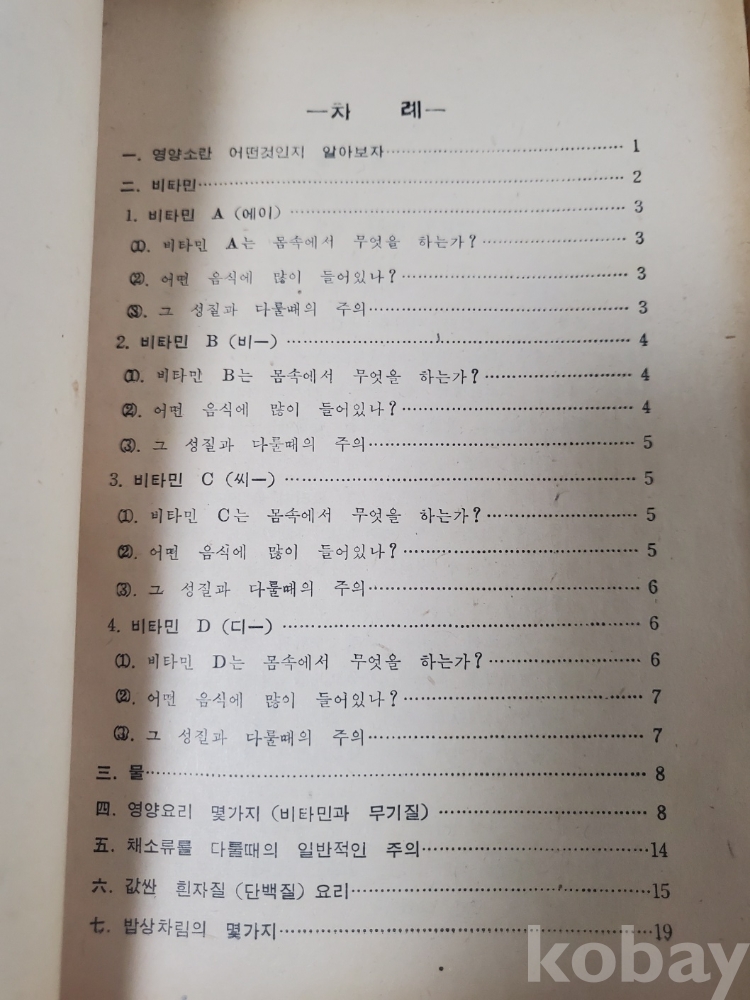 —차 례—
一. 영양소란 어떤것인지 알아보자 1
二. 비타민 2
1. 비타민 A (에이) 3
(1). 비타민 A는 몸속에서 무엇을 하는가? 3
(2). 어떤 음식에 많이 들어있나? 3
(3). 그 성질과 다룰때의 주의 3
2. 비타민 B (비—) 4
(1). 비타만 B는 몸속에서 무엇을 하는가? 4
(2). 어떤 음식에 많이 들어있나? 4
(3). 그 성질과 다룰때의 주의 5
3. 비타민 C (씨—) 5
(1). 비타민 C는 몸속에서 무엇을 하는가? 5
(2). 어떤 음식에 많이 들어있나? 5
(3). 그 성질과 다룰때의 주의 6
4. 비타민 D (디—) 6
(1). 비타민 D는 몸속에서 무엇을 하는가? 6
(2). 어떤 음식에 많이 들어있나? 7
(3). 그 성질과 다룰때의 주의 7
三. 물 8
四. 영양요리 몇가지 (비타민과 무기질) 8
五. 채소류를 다룰때의 일반적인 주의 14
六. 값싼 흰자질 (단백질) 요리 15
七. 밥상차림의 몇가지 19
kobay